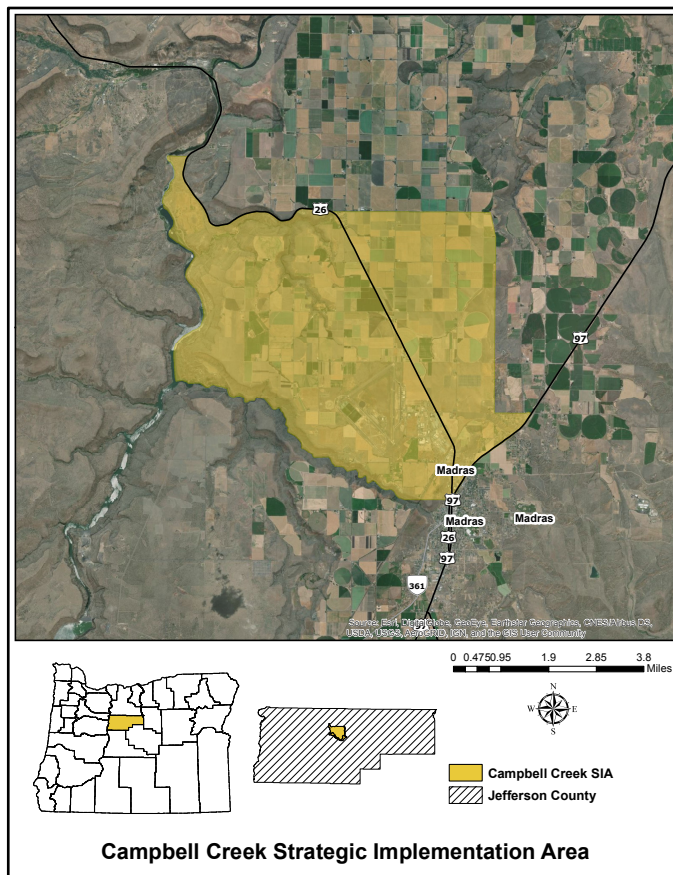 26
97
Madras
97
Madras
Madras
26
97
361
97
Source: Esri, DigitalGlobe, GeoEye, Earthstar Geographics, CNES/Airbus DS,
USDA, USGS, AeroGRID, IGN, and the GIS User Community
0 0.4750.95 1.9 2.85 3.8
Miles
N
W E
S
Campbell Creek SIA
Jefferson County
Campbell Creek Strategic Implementation Area